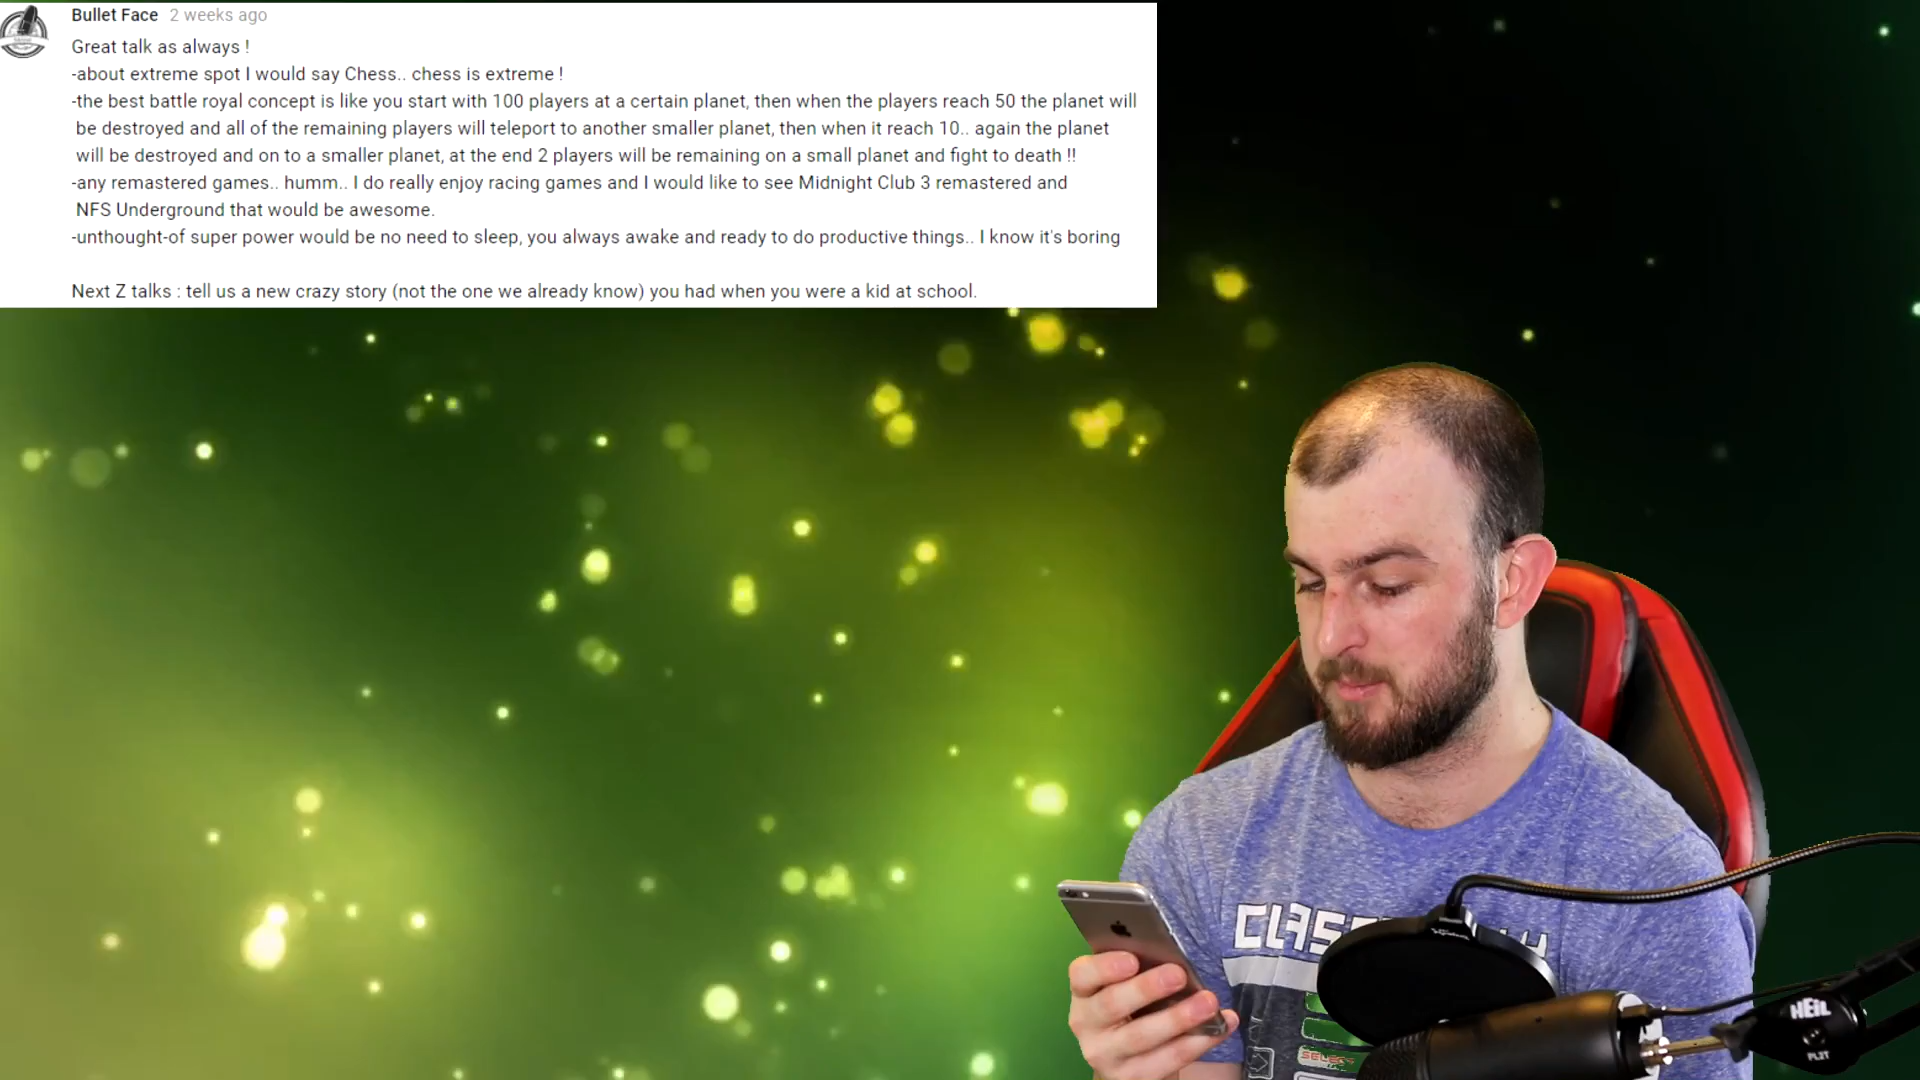 Bullet Face 2 weeks ago
Great talk as always !
-about extreme spot I would say Chess.. chess is extreme !
-the best battle royal concept is like you start with 100 players at a certain planet, then when the players reach 50 the planet will
be destroyed and all of the remaining players will teleport to another smaller planet, then when it reach 10.. again the planet
will be destroyed and on to a smaller planet, at the end 2 players will be remaining on a small planet and fight to death !!
-any remastered games.. humm.. I do really enjoy racing games and I would like to see Midnight Club 3 remastered and
NFS Underground that would be awesome.
-unthought-of super power would be no need to sleep, you always awake and ready to do productive things.. I know it's boring
Next Z talks : tell us a new crazy story (not the one we already know) you had when you were a kid at school.
HEIL
PL2T
SELECT